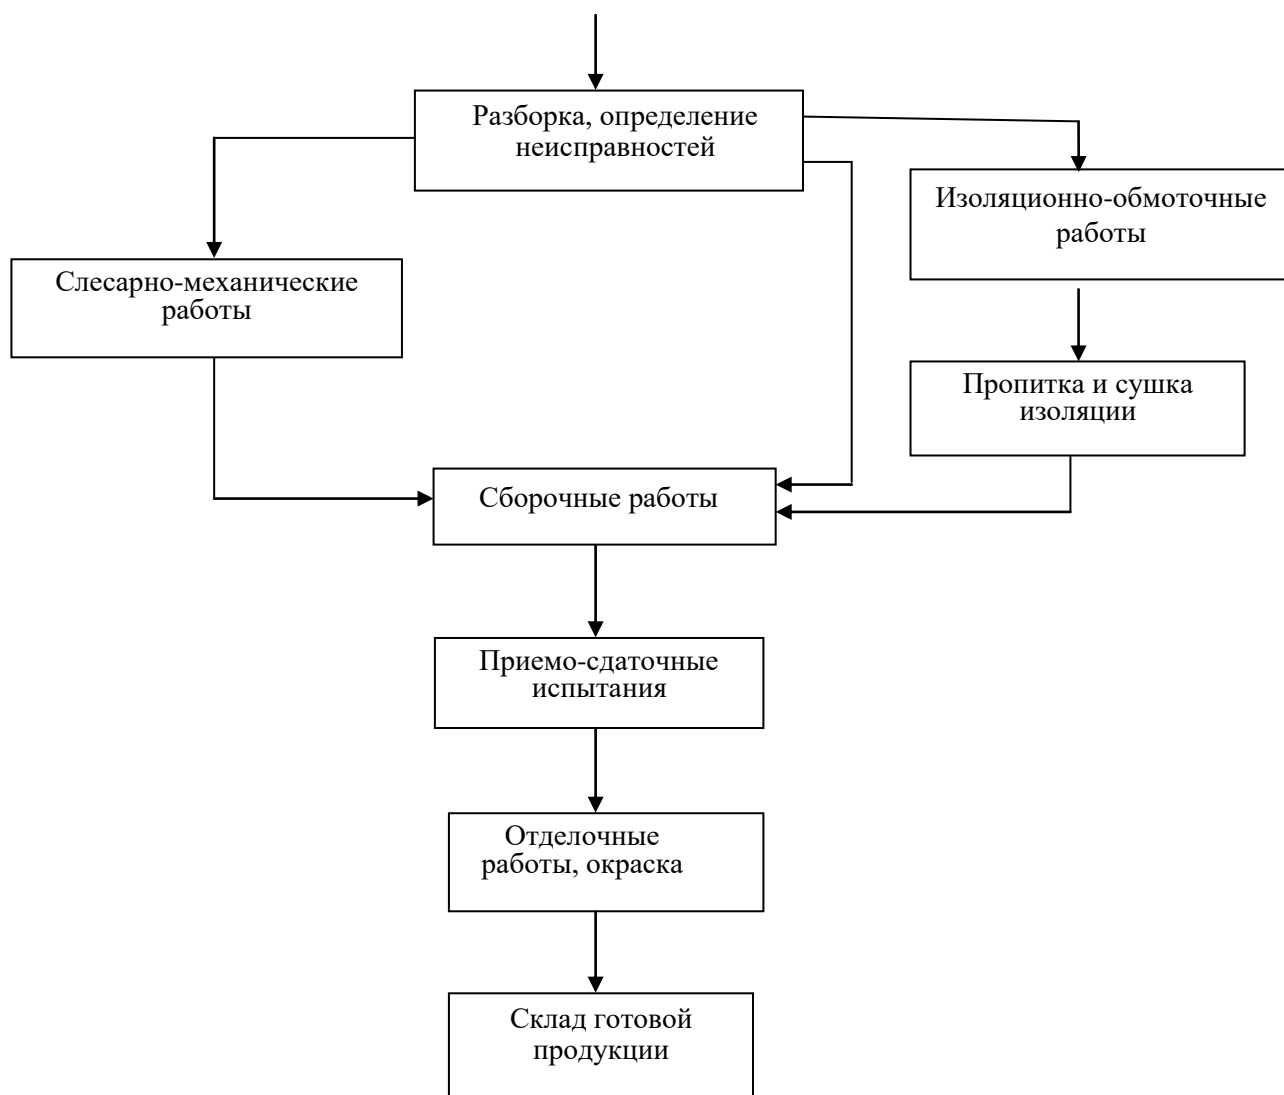 Разборка, определение
неисправностей
Изоляционно-обмоточные
работы
Слесарно-механические
работы
Пропитка и сушка
изоляции
Сборочные работы
Приемо-сдаточные
испытания
Отделочные
работы, окраска
Склад готовой
продукции